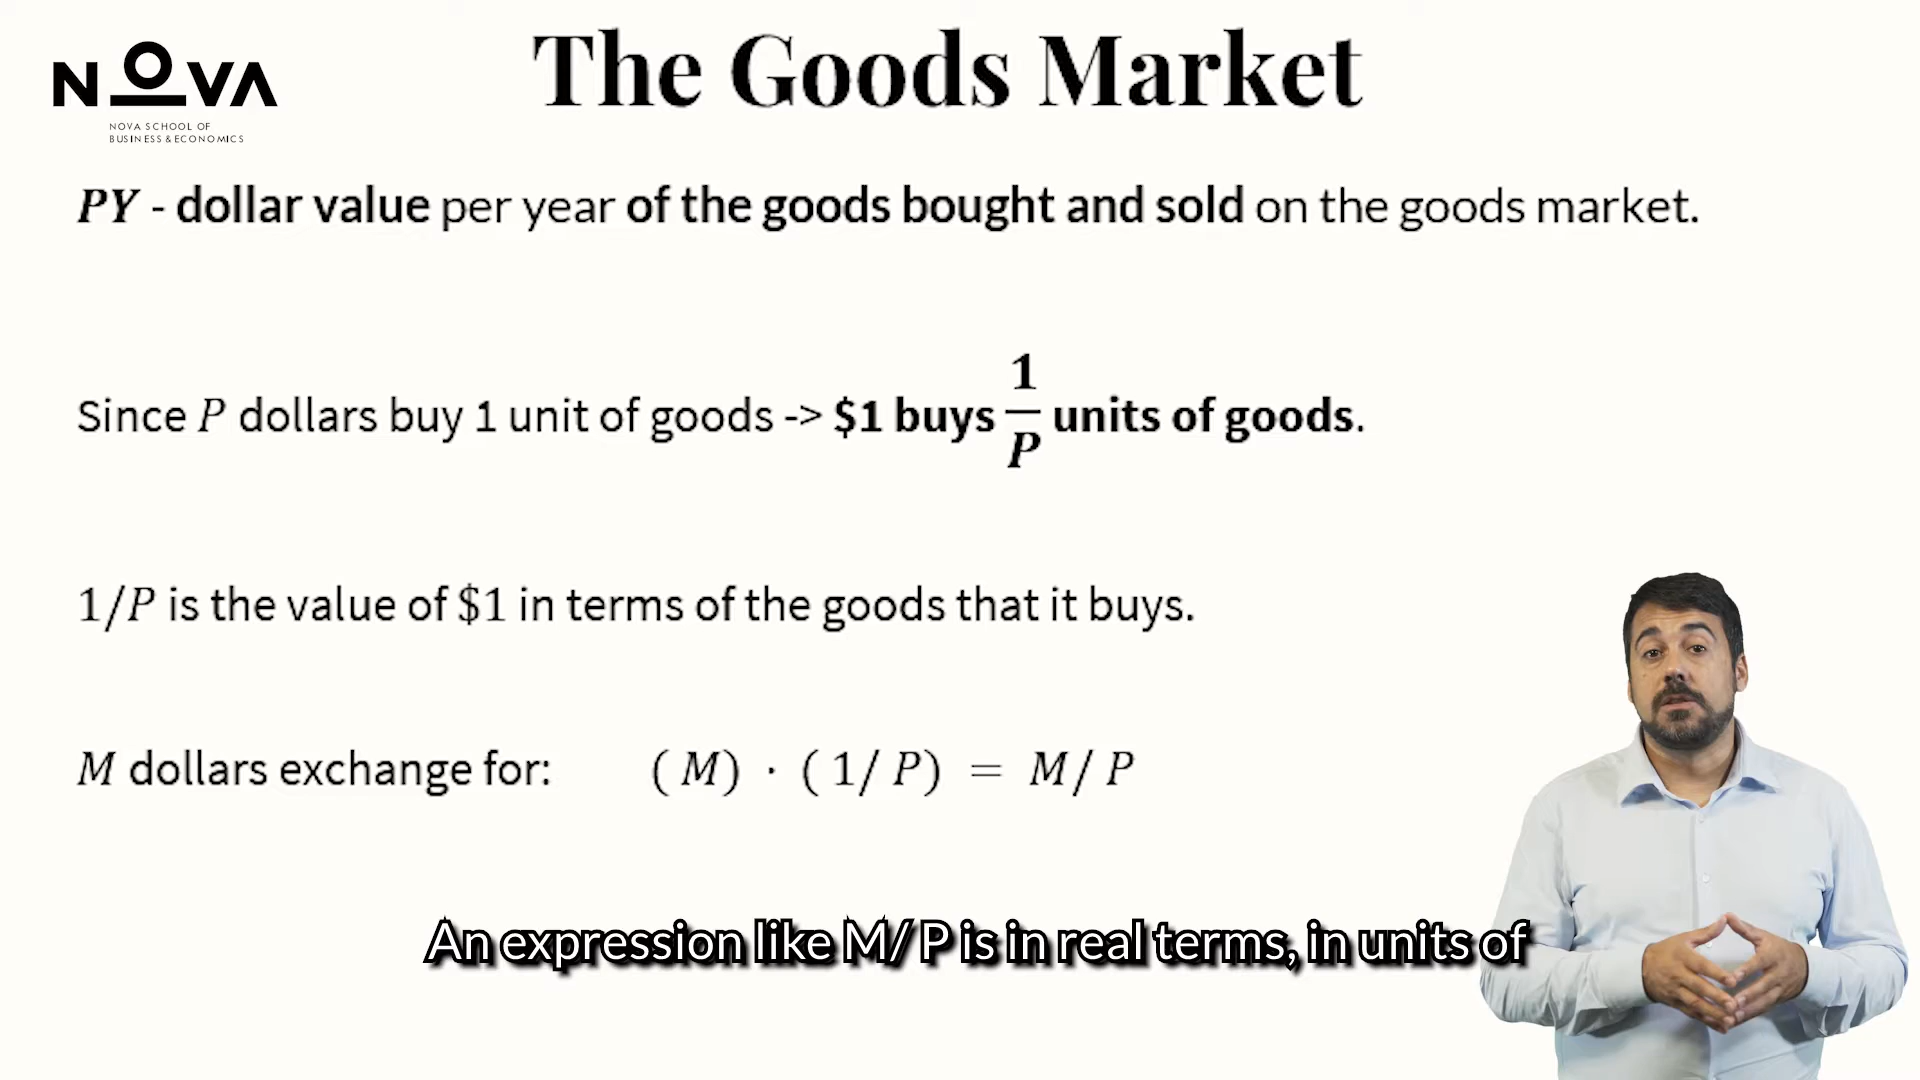 NOVA
NOVA SCHOOL OF
BUSINESS & ECONOMICS
The Goods Market
PY - dollar value per year of the goods bought and sold on the goods market.
Since P dollars buy 1 unit of goods -> $1 buys 1/P units of goods.
1/P is the value of $1 in terms of the goods that it buys.
M dollars exchange for: (M) · (1/P) = M/P
An expression like M/ P is in real terms, in units of